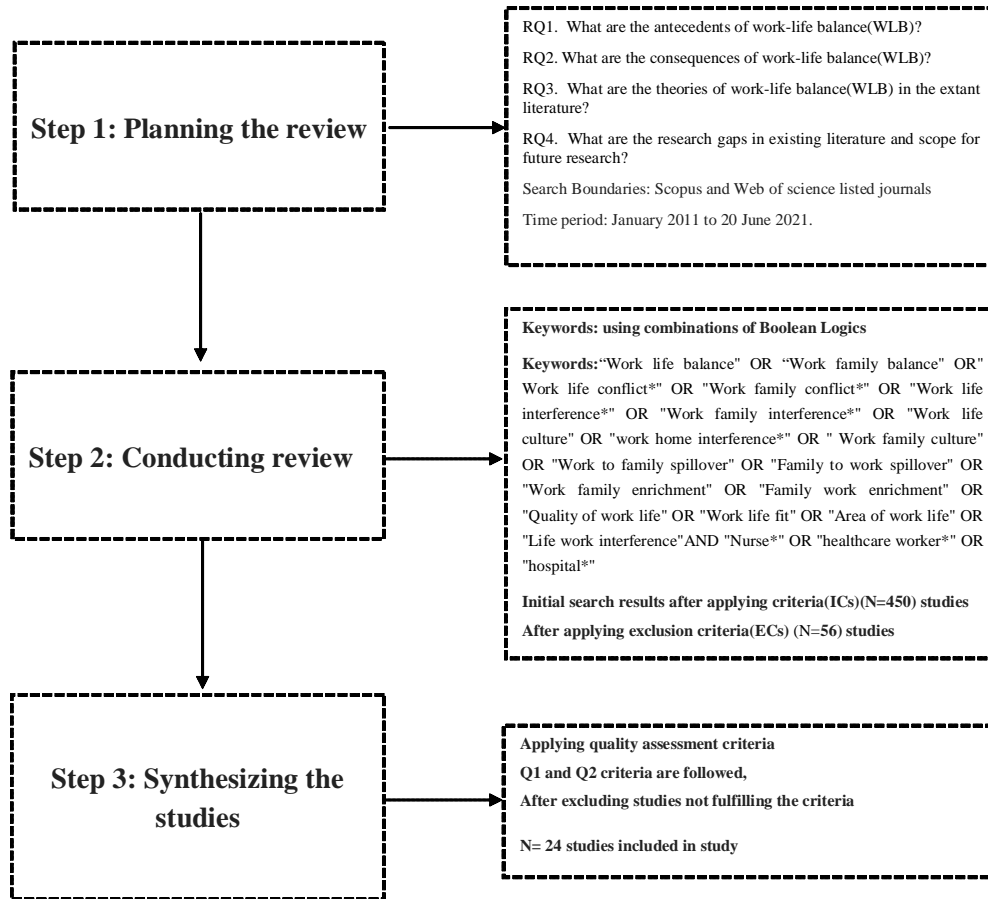 Step 1: Planning the review
RQ1.  What are the antecedents of work-life balance(WLB)?
RQ2. What are the consequences of work-life balance(WLB)?
RQ3.  What are the theories of work-life balance(WLB) in the extant
literature?
RQ4.  What are the research gaps in existing literature and scope for
future research?
Search Boundaries: Scopus and Web of science listed journals
Time period: January 2011 to 20 June 2021.
Step 2: Conducting review
Keywords: using combinations of Boolean Logics
Keywords:“Work life balance" OR “Work family balance" OR"
Work life conflict*" OR "Work family conflict*" OR "Work life
interference*" OR "Work family interference*" OR "Work life
culture" OR "work home interference*" OR " Work family culture"
OR "Work to family spillover" OR "Family to work spillover" OR
"Work family enrichment" OR "Family work enrichment" OR
"Quality of work life" OR "Work life fit" OR "Area of work life" OR
"Life work interference"AND "Nurse*" OR "healthcare worker*" OR
"hospital*"
Initial search results after applying criteria(ICs)(N=450) studies
After applying exclusion criteria(ECs) (N=56) studies
Step 3: Synthesizing the
studies
Applying quality assessment criteria
Q1 and Q2 criteria are followed,
After excluding studies not fulfilling the criteria
N= 24 studies included in study